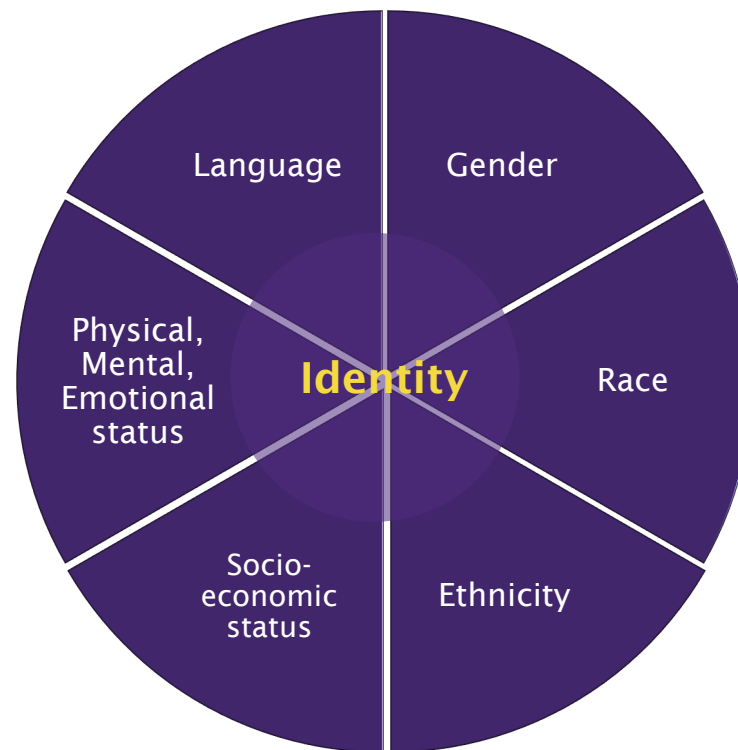 Language
Gender
Physical,
Mental,
Emotional
status
Identity
Race
Socio-
economic
status
Ethnicity